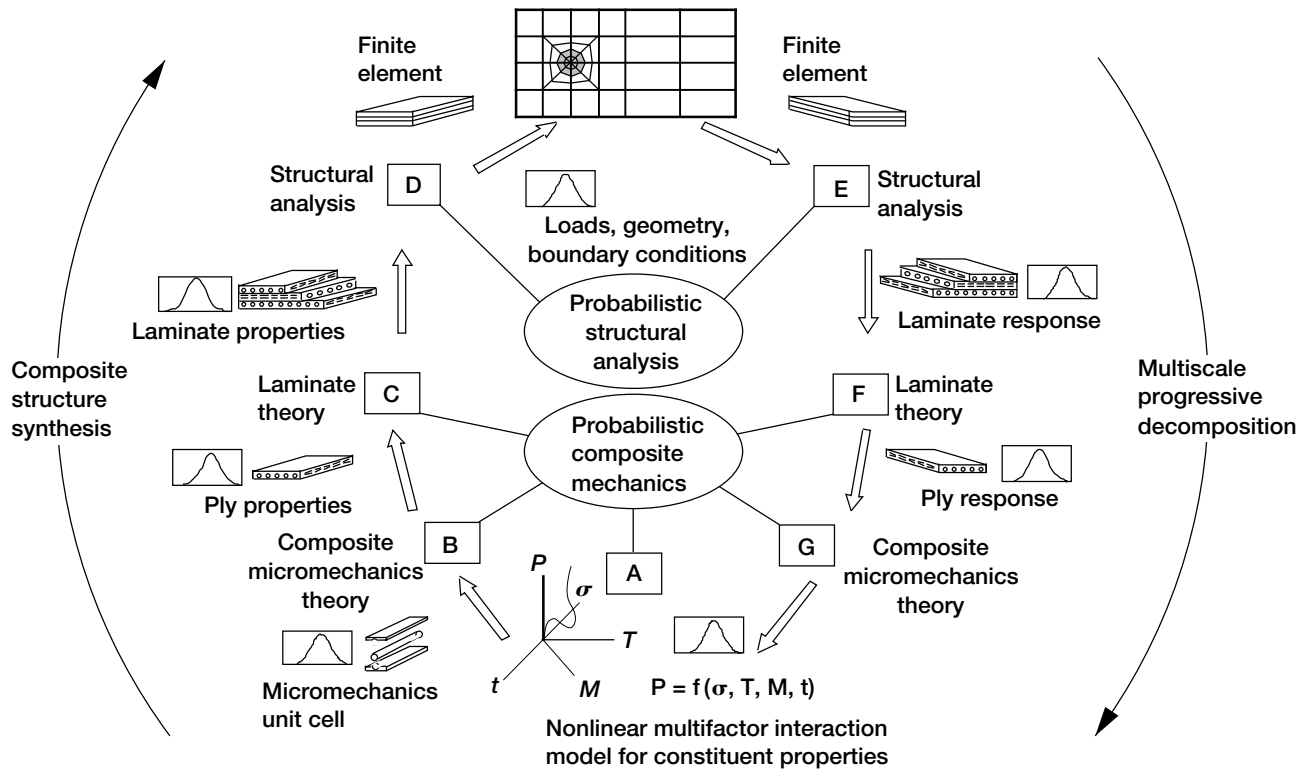 Finite
element
Finite
element
Structural
analysis
D
E
Structural
analysis
Loads, geometry,
boundary conditions
Probabilistic
structural
analysis
Laminate properties
Laminate response
Composite
structure
synthesis
Multiscale
progressive
decomposition
Laminate
theory
C
F
Laminate
theory
Probabilistic
composite
mechanics
Ply properties
Ply response
Composite
micromechanics
theory
B
A
G
Composite
micromechanics
theory
P
σ
T
t
M
Micromechanics
unit cell
P = f (σ, T, M, t)
Nonlinear multifactor interaction
model for constituent properties